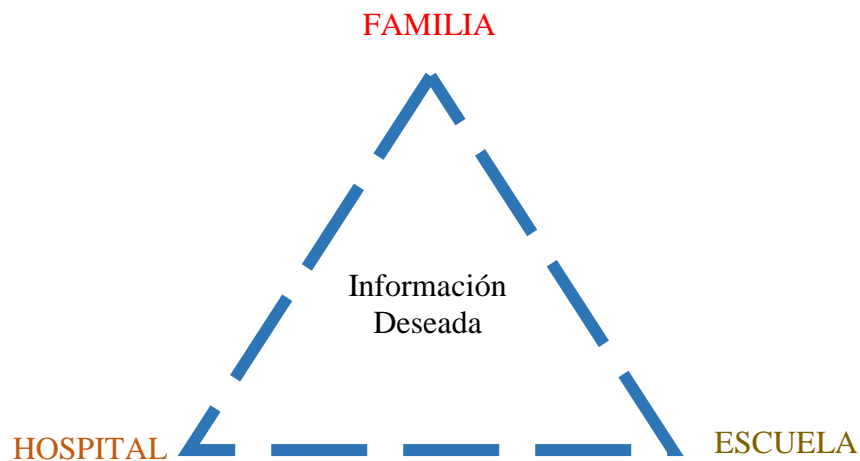 FAMILIA
Información
Deseada
HOSPITAL
ESCUELA